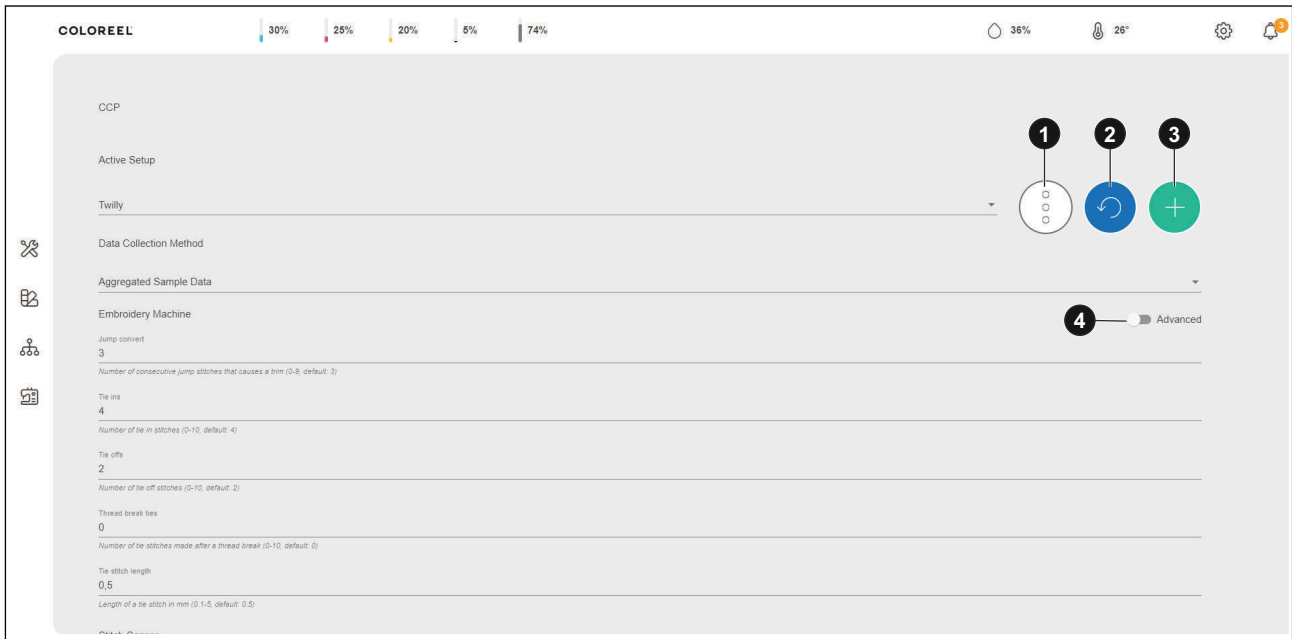 COLOREEL 30% 25% 20% 5% 74% 36% 26° 3
CCP
1 2 3
Active Setup
Twilly
Data Collection Method
Aggregated Sample Data
Embroidery Machine
4 Advanced
Jump convert
3
Number of consecutive jump stitches that causes a trim (0-9, default: 3)
Tie ins
4
Number of tie in stitches (0-10, default: 4)
Tie offs
2
Number of tie off stitches (0-10, default: 2)
Thread break ties
0
Number of tie stitches made after a thread break (0-10, default: 0)
Tie stitch length
0,5
Length of a tie stitch in mm (0.1-5, default: 0.5)